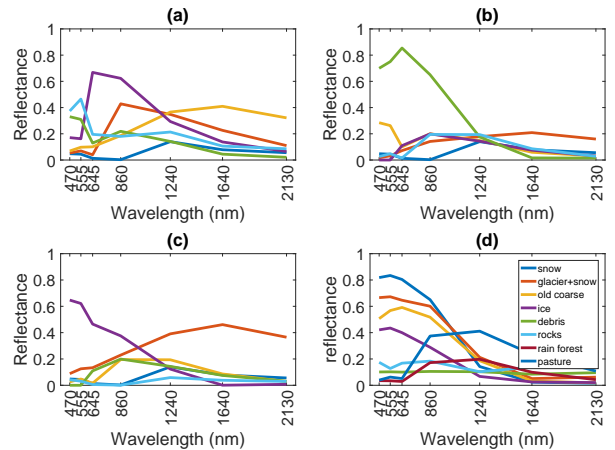 (a)
Reflectance
1
0.8
0.6
0.4
0.2
0
470
555
645
860
1240
1640
2130
Wavelength (nm)
(b)
Reflectance
1
0.8
0.6
0.4
0.2
0
470
555
645
860
1240
1640
2130
Wavelength (nm)
(c)
Reflectance
1
0.8
0.6
0.4
0.2
0
470
555
645
860
1240
1640
2130
Wavelength (nm)
(d)
reflectance
1
0.8
0.6
0.4
0.2
0
snow
glacier+snow
old coarse
ice
debris
rocks
rain forest
pasture
470
555
645
860
1240
1640
2130
Wavelength (nm)